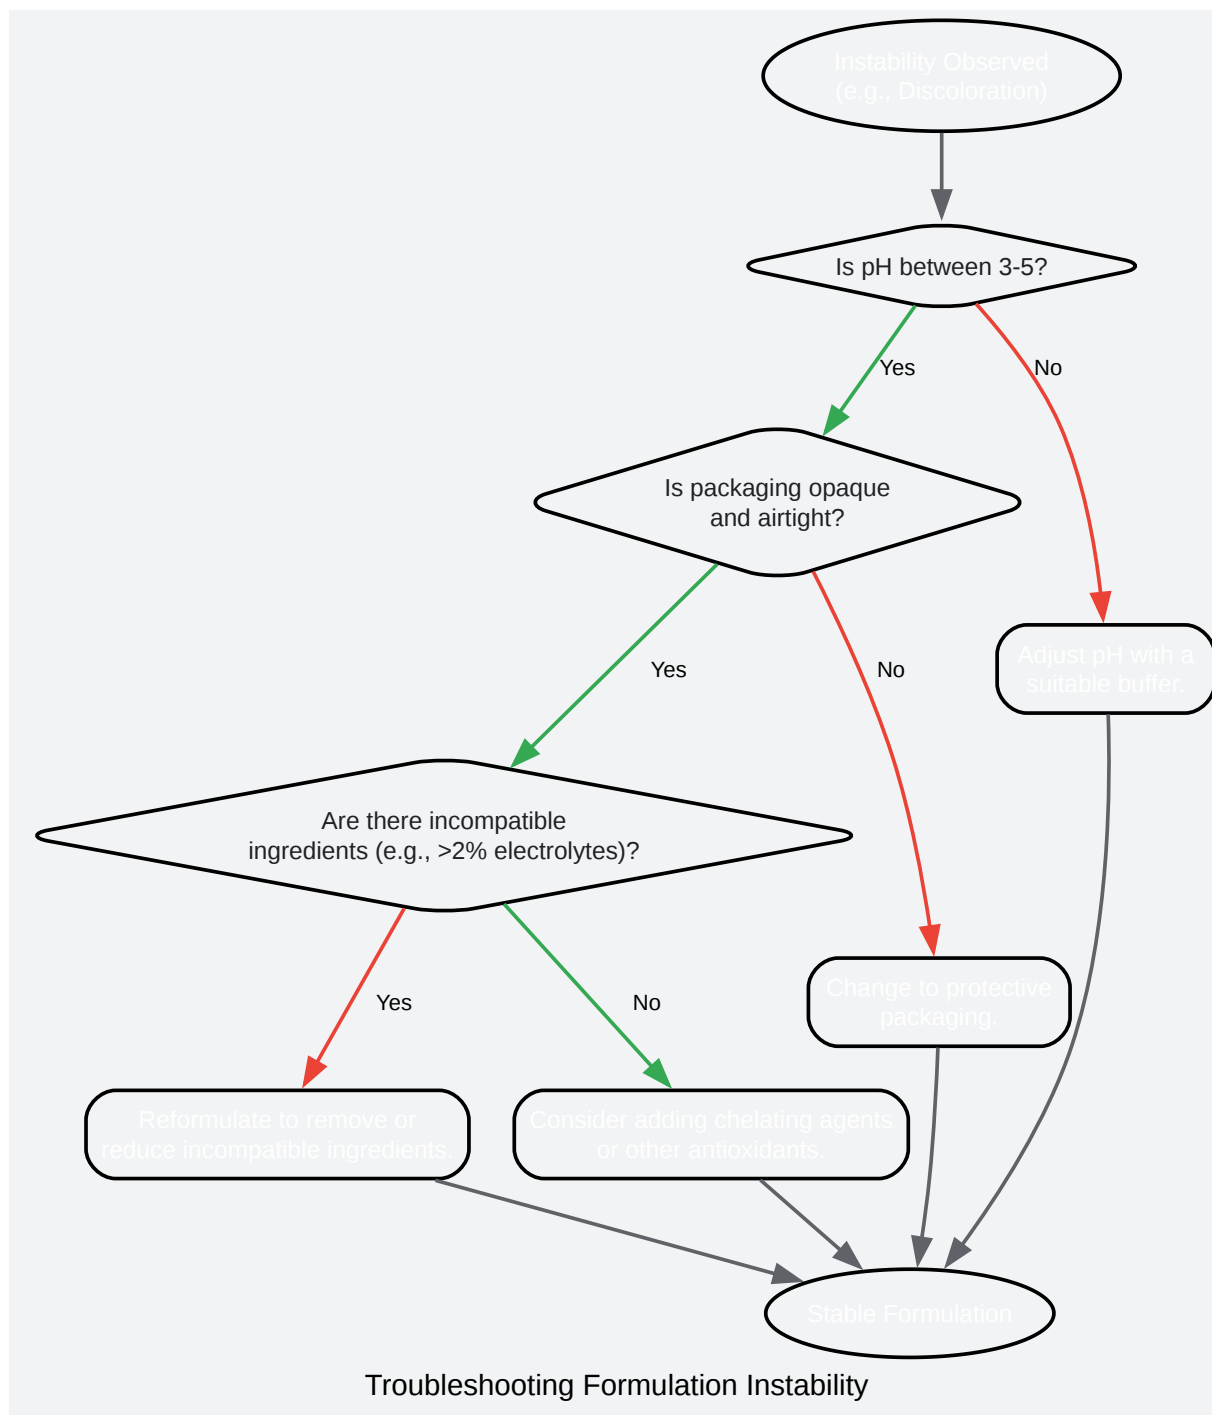 Instability Observed
(e.g., Discoloration)
Is pH between 3-5?
Yes
No
Is packaging opaque
and airtight?
Adjust pH with a
suitable buffer.
Yes
No
Are there incompatible
ingredients (e.g., >2% electrolytes)?
Change to protective
packaging.
Yes
No
Reformulate to remove or
reduce incompatible ingredients.
Consider adding chelating agents
or other antioxidants.
Stable Formulation
Troubleshooting Formulation Instability